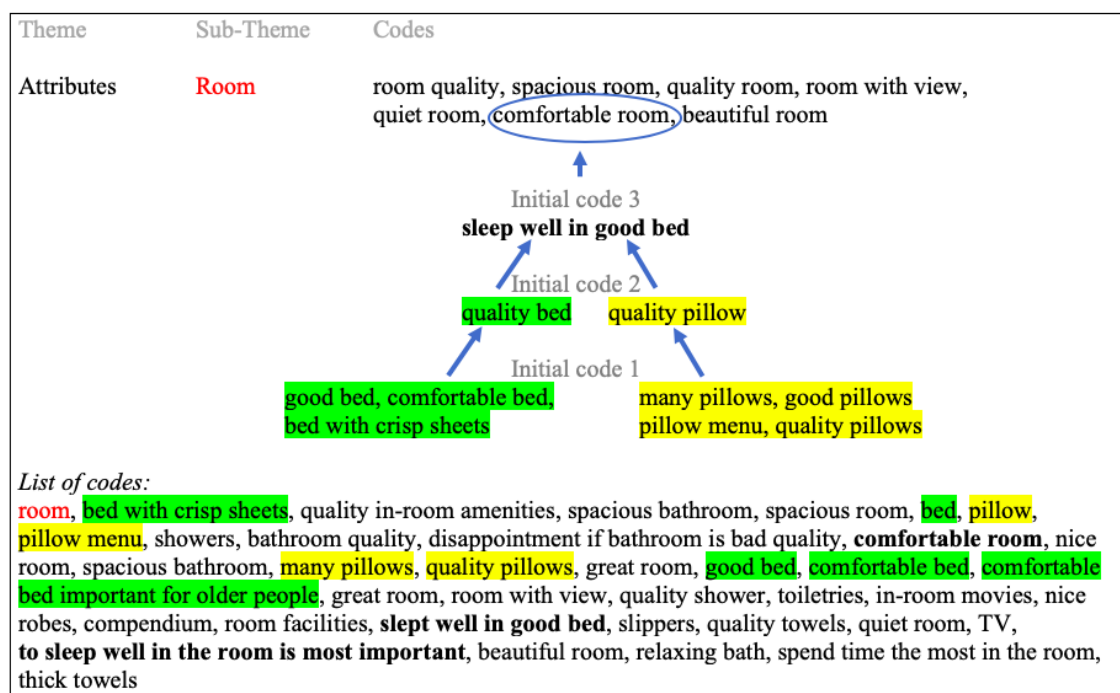 Theme Sub-Theme Codes
Attributes Room room quality, spacious room, quality room, room with view,
quiet room, comfortable room, beautiful room
Initial code 3
sleep well in good bed
Initial code 2
quality bed quality pillow
Initial code 1
good bed, comfortable bed, many pillows, good pillows
bed with crisp sheets pillow menu, quality pillows
List of codes:
room, bed with crisp sheets, quality in-room amenities, spacious bathroom, spacious room, bed, pillow,
pillow menu, showers, bathroom quality, disappointment if bathroom is bad quality, comfortable room, nice
room, spacious bathroom, many pillows, quality pillows, great room, good bed, comfortable bed, comfortable
bed important for older people, great room, room with view, quality shower, toiletries, in-room movies, nice
robes, compendium, room facilities, slept well in good bed, slippers, quality towels, quiet room, TV,
to sleep well in the room is most important, beautiful room, relaxing bath, spend time the most in the room,
thick towels